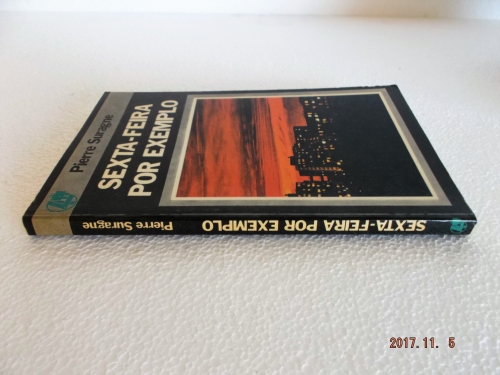 Pierre Suragne
SEXTA-FEIRA
POR EXEMPLO
SEXTA-FEIRA POR EXEMPLO
Pierre Suragne
2017.11. 5